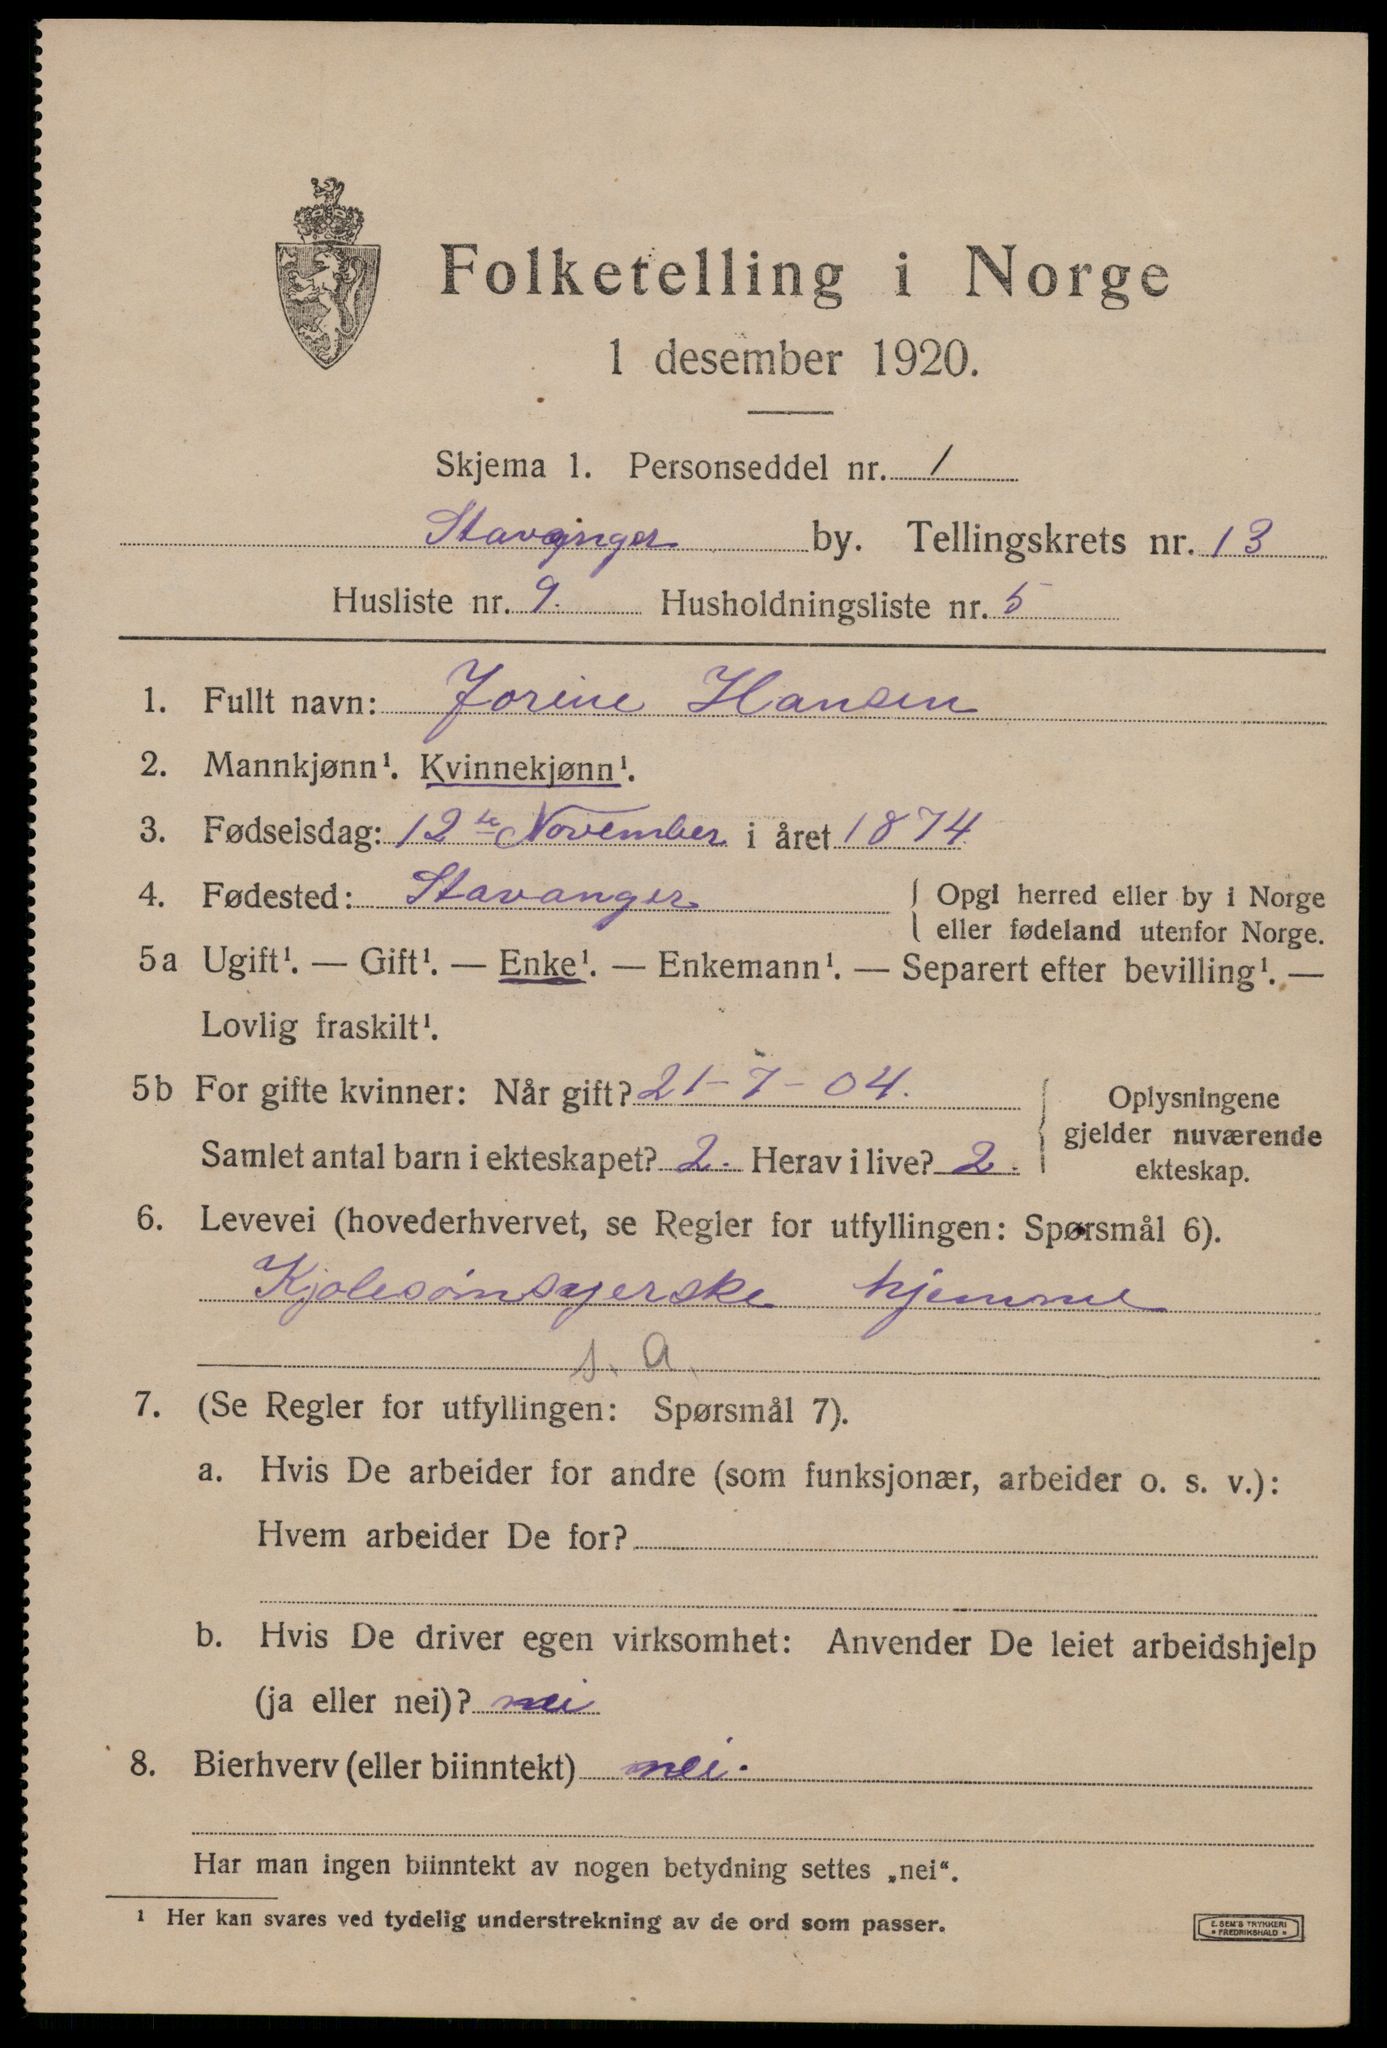 Folketelling i Norge
1 desember 1920.
Skjema 1. Personseddel nr. 1
Stavanger by. Tellingskrets nr. 13
Husliste nr. 9. Husholdningsliste nr. 5
1. Fullt navn: Jorine Hansen
2. Mannkjønn¹. Kvinnekjønn¹.
3. Fødselsdag: 12te November i året 1874
4. Fødested: Stavanger { Opgi herred eller by i Norge
eller fødeland utenfor Norge.
5a Ugift¹. — Gift¹. — Enke¹. — Enkemann¹. — Separert efter bevilling¹. —
Lovlig fraskilt¹.
5b For gifte kvinner: Når gift? 21-7-04.
Samlet antal barn i ekteskapet? 2. Herav i live? 2.
{ Oplysningene
gjelder nuværende
ekteskap.
6. Levevei (hovederhvervet, se Regler for utfyllingen: Spørsmål 6).
Kjolesømsyerske hjemme
s. a.
7. (Se Regler for utfyllingen: Spørsmål 7).
a. Hvis De arbeider for andre (som funksjonær, arbeider o. s. v.):
Hvem arbeider De for?
b. Hvis De driver egen virksomhet: Anvender De leiet arbeidshjelp
(ja eller nei)? nei
8. Bierhverv (eller biinntekt) nei.
Har man ingen biinntekt av nogen betydning settes „nei“.
¹ Her kan svares ved tydelig understrekning av de ord som passer.
E. SEM'S TRYKKERI
* FREDRIKSHALD *